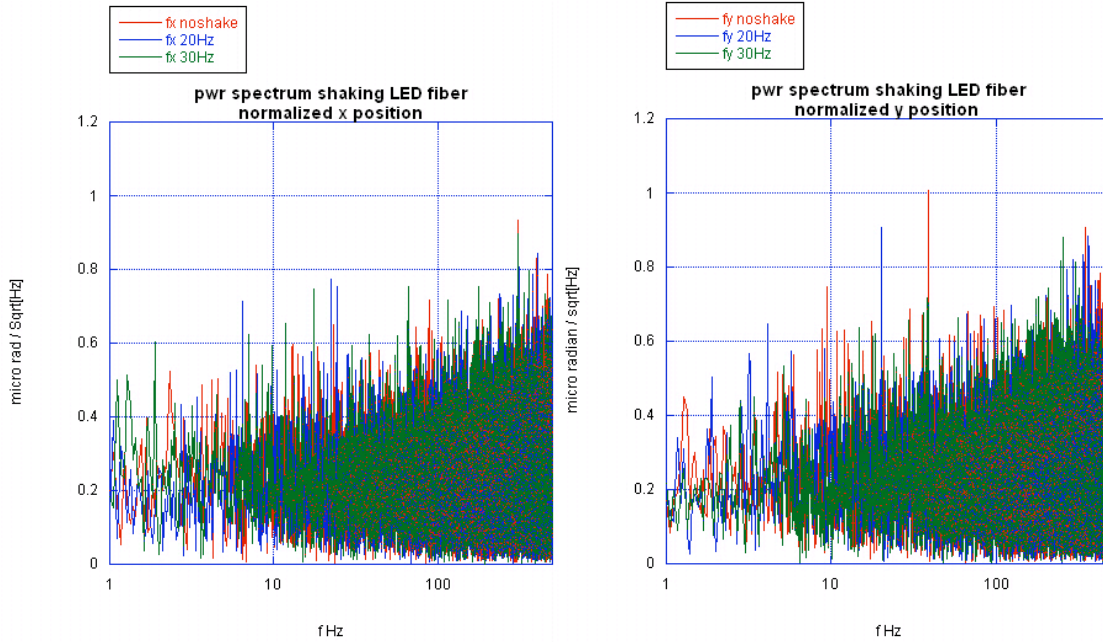 fx noshake
fx 20Hz
fx 30Hz
pwr spectrum shaking LED fiber
normalized x position
1.2
1
0.8
0.6
0.4
0.2
0
1
10
100
micro rad / Sqrt[Hz]
f Hz
fy noshake
fy 20Hz
fy 30Hz
pwr spectrum shaking LED fiber
normalized y position
1.2
1
0.8
0.6
0.4
0.2
0
1
10
100
micro radian / sqrt[Hz]
f Hz